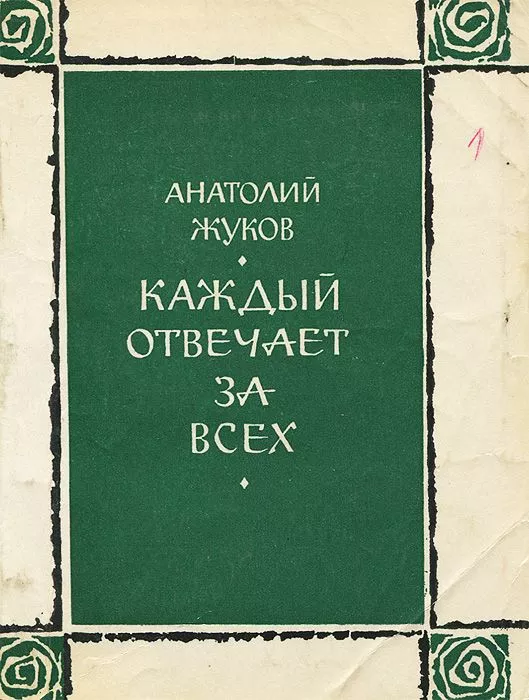 АНАТОЛИЙ
ЖУКОВ
КАЖДЫЙ
ОТВЕЧАЕТ
ЗА
ВСЕХ
1